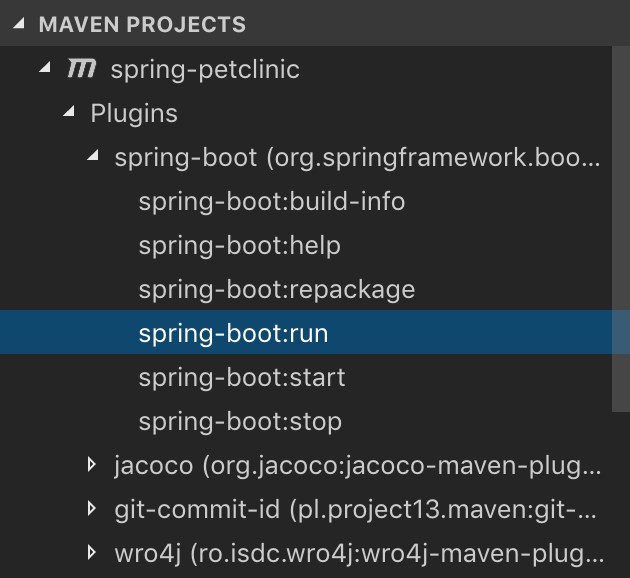 MAVEN PROJECTS
spring-petclinic
Plugins
spring-boot (org.springframework.boo...
spring-boot:build-info
spring-boot:help
spring-boot:repackage
spring-boot:run
spring-boot:start
spring-boot:stop
jacoco (org.jacoco:jacoco-maven-plug...
git-commit-id (pl.project13.maven:git-...
wro4j (ro.isdc.wro4j:wro4j-maven-plug...